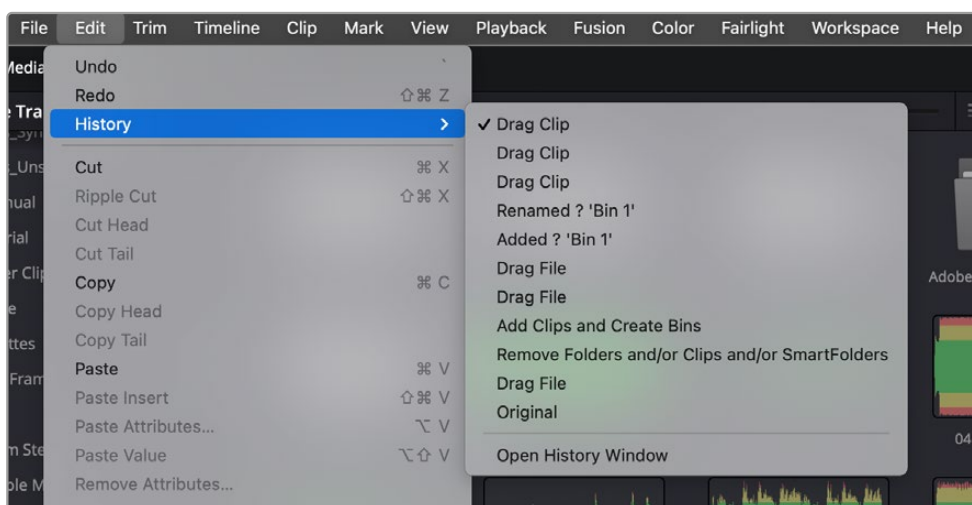 File Edit Trim Timeline Clip Mark View Playback Fusion Color Fairlight Workspace Help
Undo `
Redo ⇧⌘ Z
History
✓ Drag Clip
Drag Clip
Drag Clip
Renamed ? 'Bin 1'
Added ? 'Bin 1'
Drag File
Drag File
Add Clips and Create Bins
Remove Folders and/or Clips and/or SmartFolders
Drag File
Original
Open History Window
Cut ⌘ X
Ripple Cut ⇧⌘ X
Cut Head
Cut Tail
Copy ⌘ C
Copy Head
Copy Tail
Paste ⌘ V
Paste Insert ⇧⌘ V
Paste Attributes... ⌥ V
Paste Value ⌥⇧ V
Remove Attributes...
Adobe
04